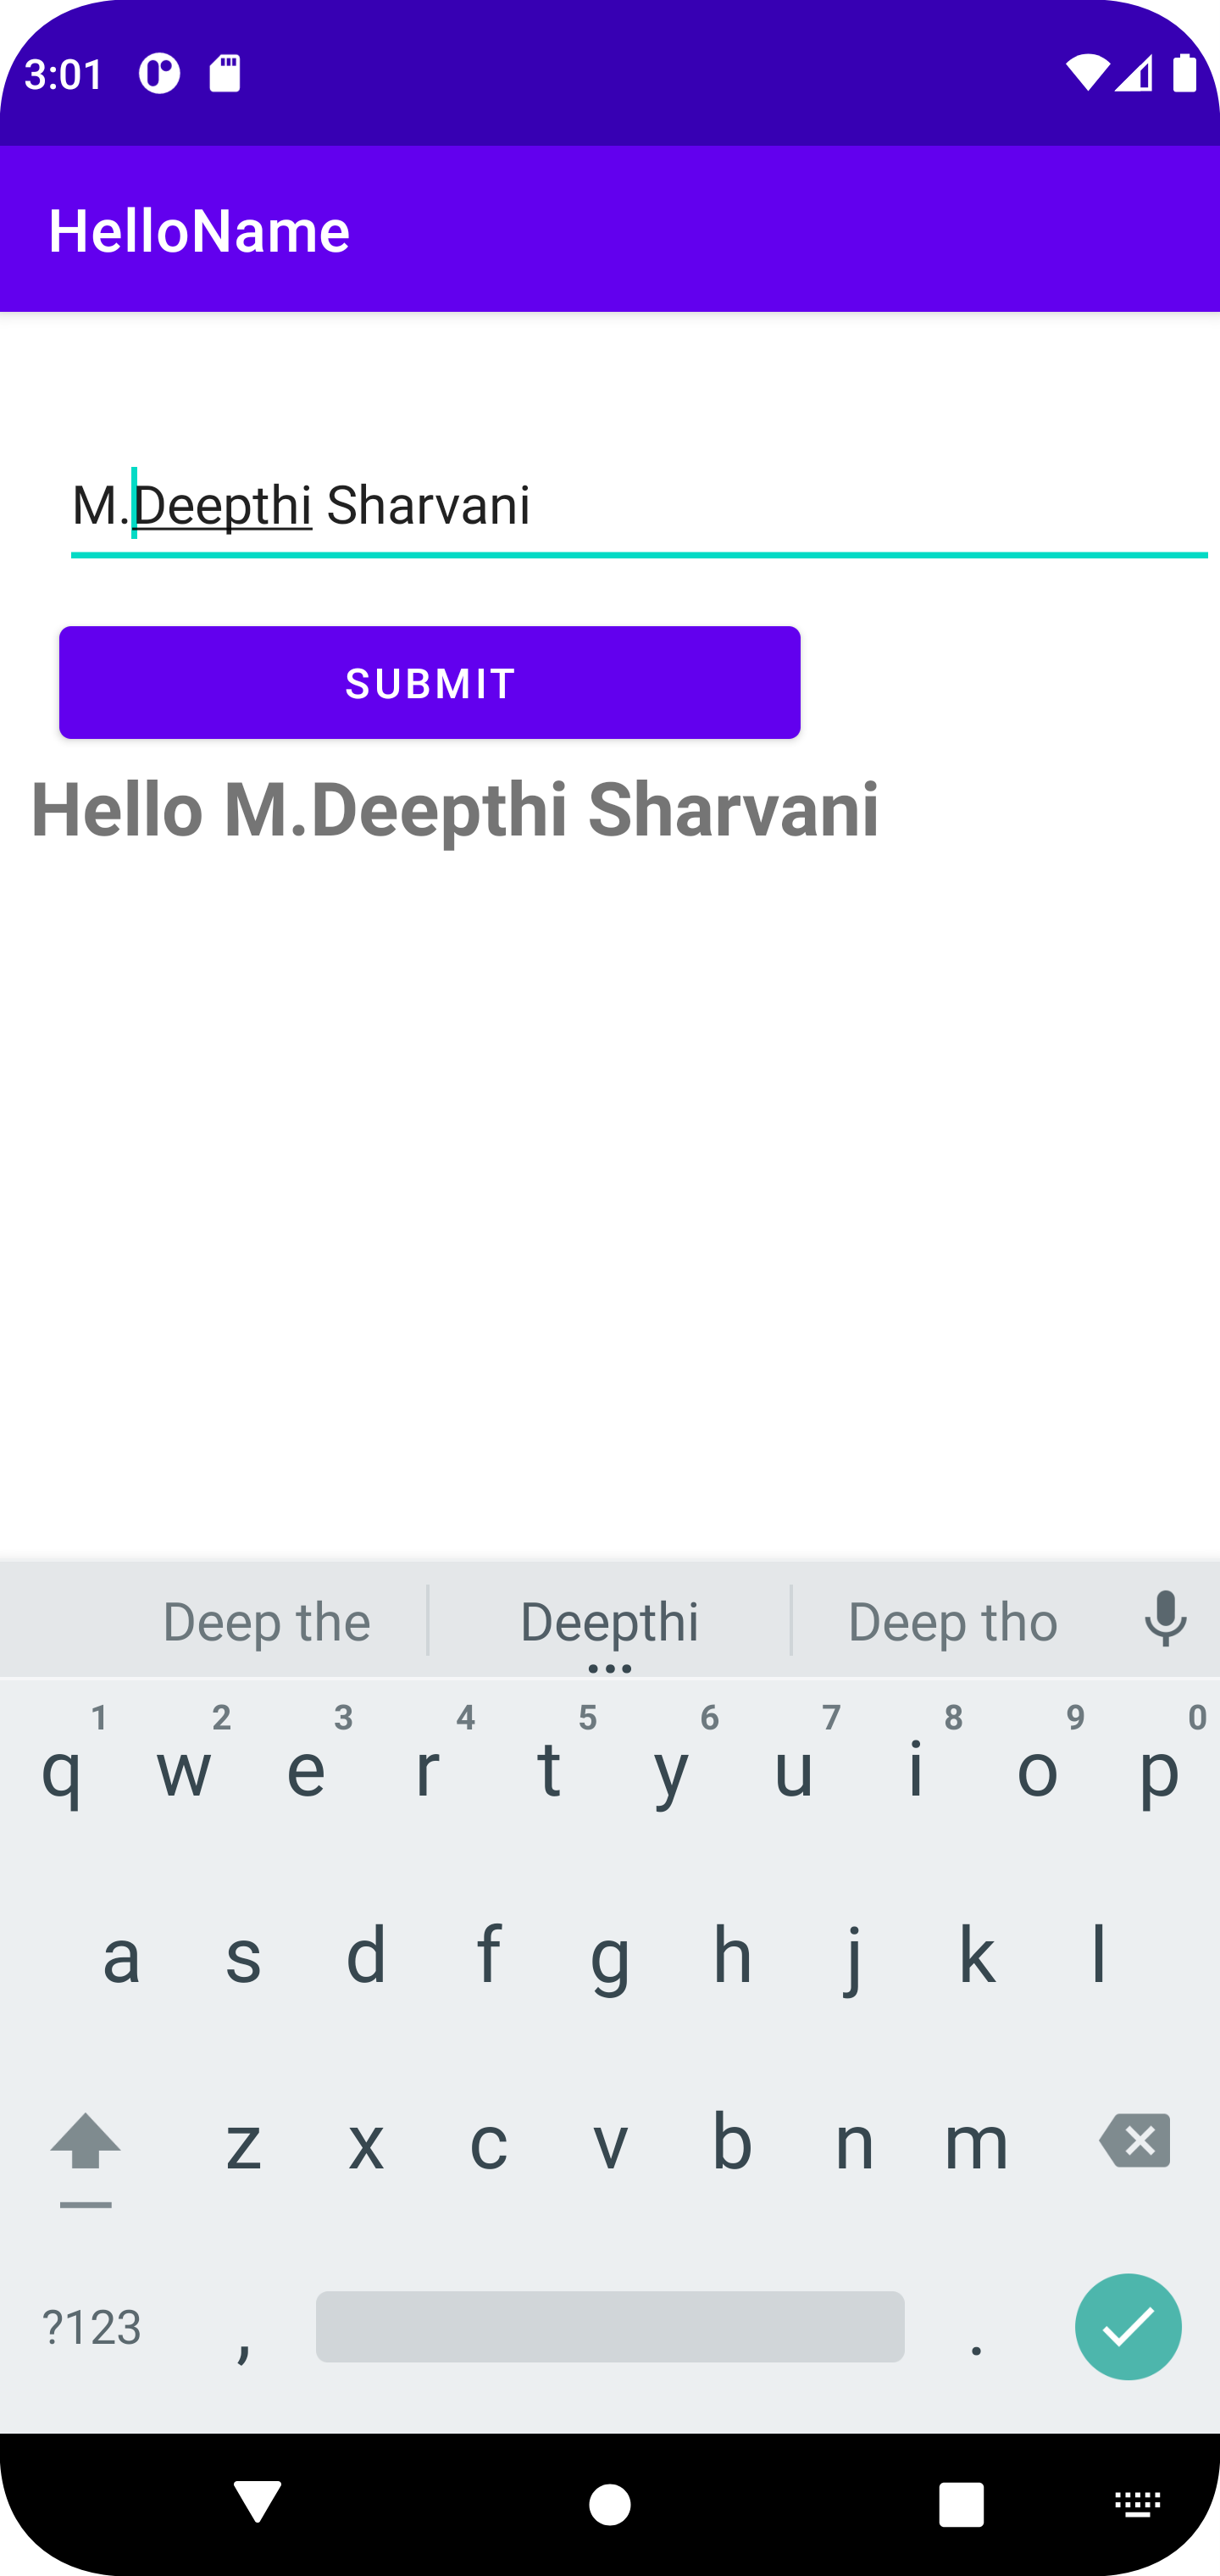 3:01
HelloName
M.Deepthi Sharvani
SUBMIT
Hello M.Deepthi Sharvani
Deep the Deepthi Deep tho
1 2 3 4 5 6 7 8 9 0
q w e r t y u i o p
a s d f g h j k l
z x c v b n m
?123 , .